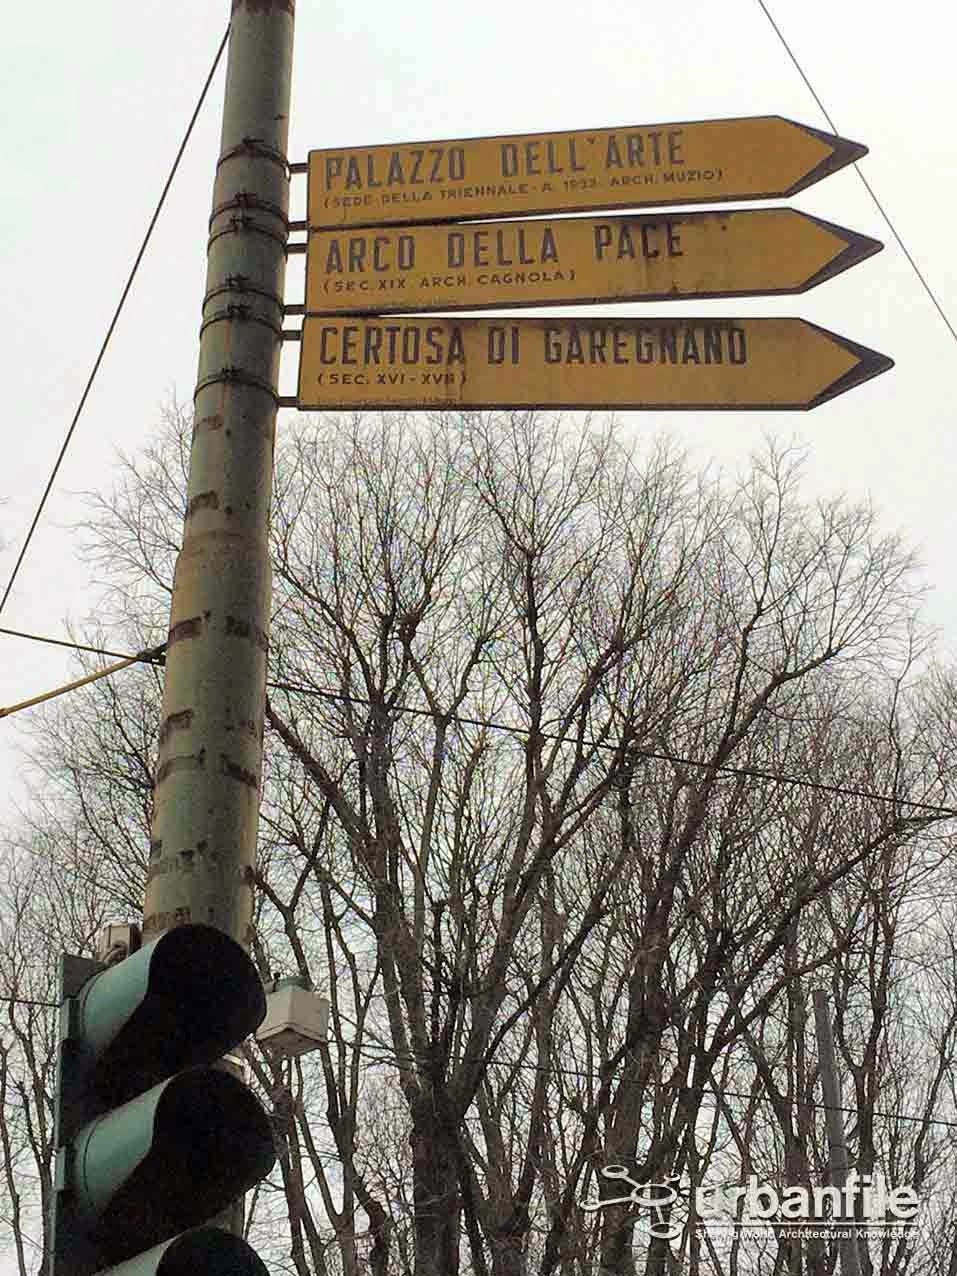 PALAZZO DELL'ARTE
(SEDE DELLA TRIENNALE - A. 1933 ARCH. MUZIO)
ARCO DELLA PACE
(SEC. XIX ARCH. CAGNOLA)
CERTOSA DI GAREGNANO
(SEC. XVI - XVII)
urbanfile
Sharing World Architectural Knowledge